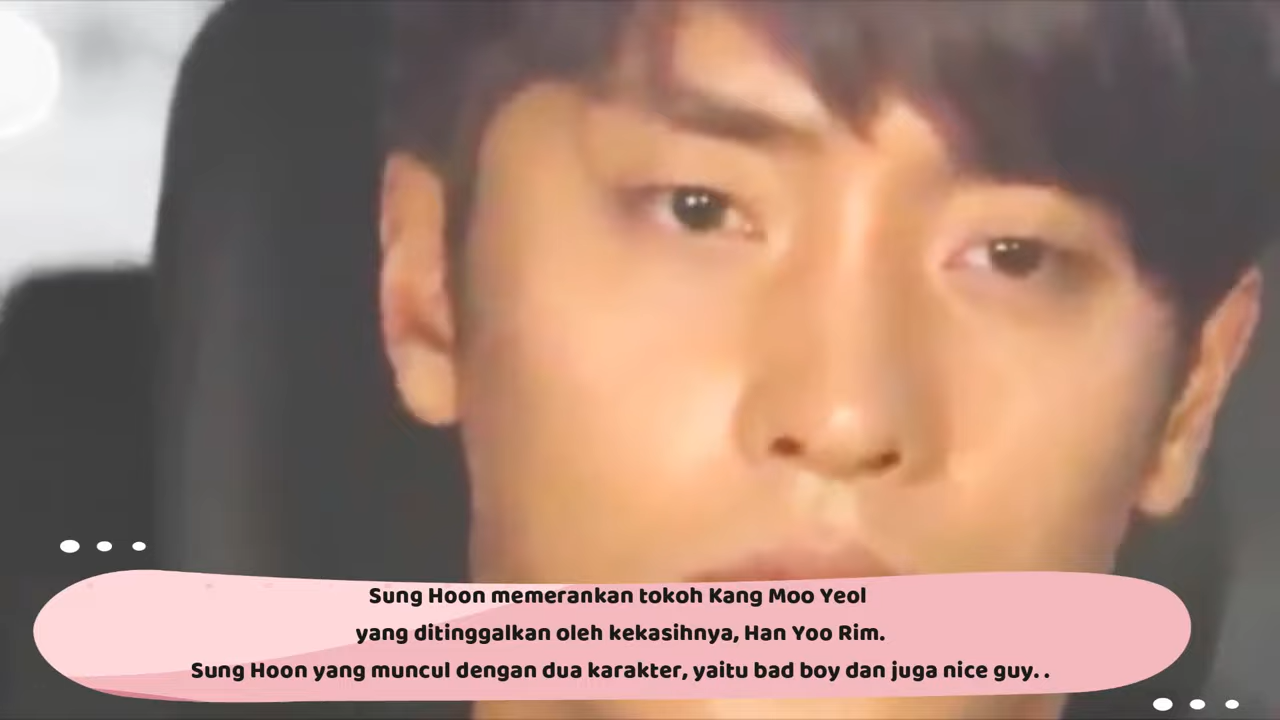 Sung Hoon memerankan tokoh Kang Moo Yeol
yang ditinggalkan oleh kekasihnya, Han Yoo Rim.
Sung Hoon yang muncul dengan dua karakter, yaitu bad boy dan juga nice guy. .